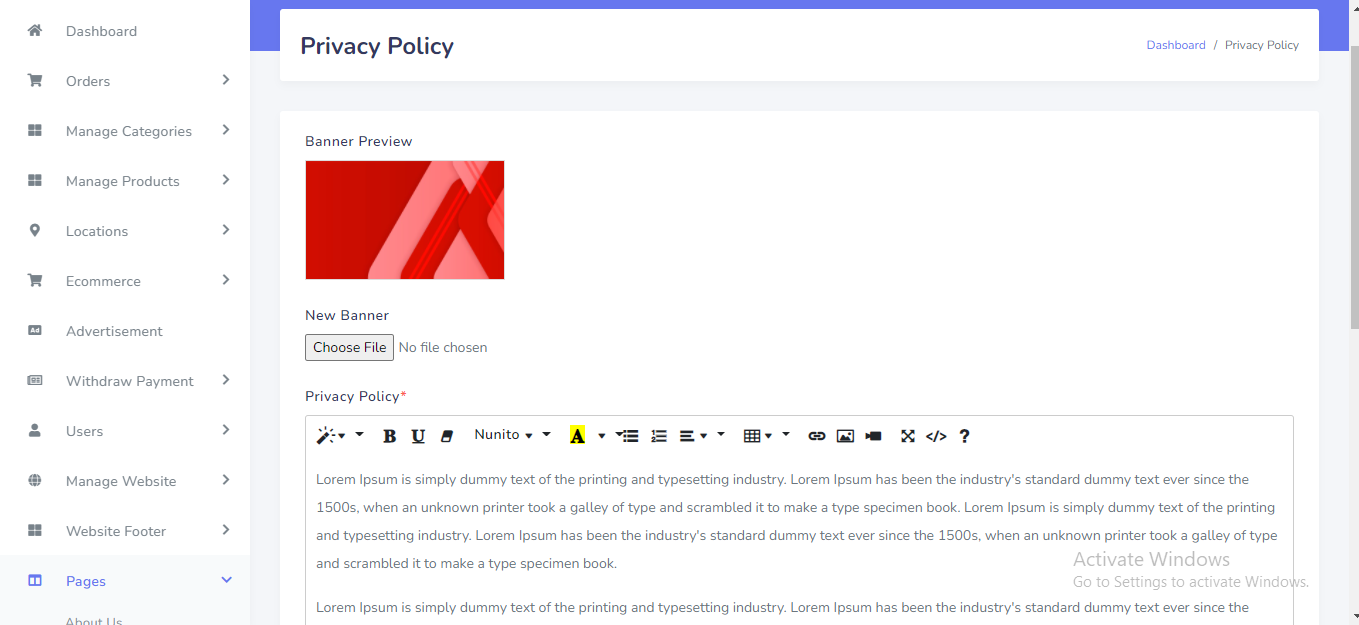 Dashboard
Orders
Manage Categories
Manage Products
Locations
Ecommerce
Ad
Advertisement
Withdraw Payment
Users
Manage Website
Website Footer
Pages
About Us
Privacy Policy
Dashboard / Privacy Policy
Banner Preview
New Banner
Choose File No file chosen
Privacy Policy*
B U Nunito A </> ?
Lorem Ipsum is simply dummy text of the printing and typesetting industry. Lorem Ipsum has been the industry's standard dummy text ever since the
1500s, when an unknown printer took a galley of type and scrambled it to make a type specimen book. Lorem Ipsum is simply dummy text of the printing
and typesetting industry. Lorem Ipsum has been the industry's standard dummy text ever since the 1500s, when an unknown printer took a galley of type
and scrambled it to make a type specimen book.
Lorem Ipsum is simply dummy text of the printing and typesetting industry. Lorem Ipsum has been the industry's standard dummy text ever since the
Activate Windows
Go to Settings to activate Windows.